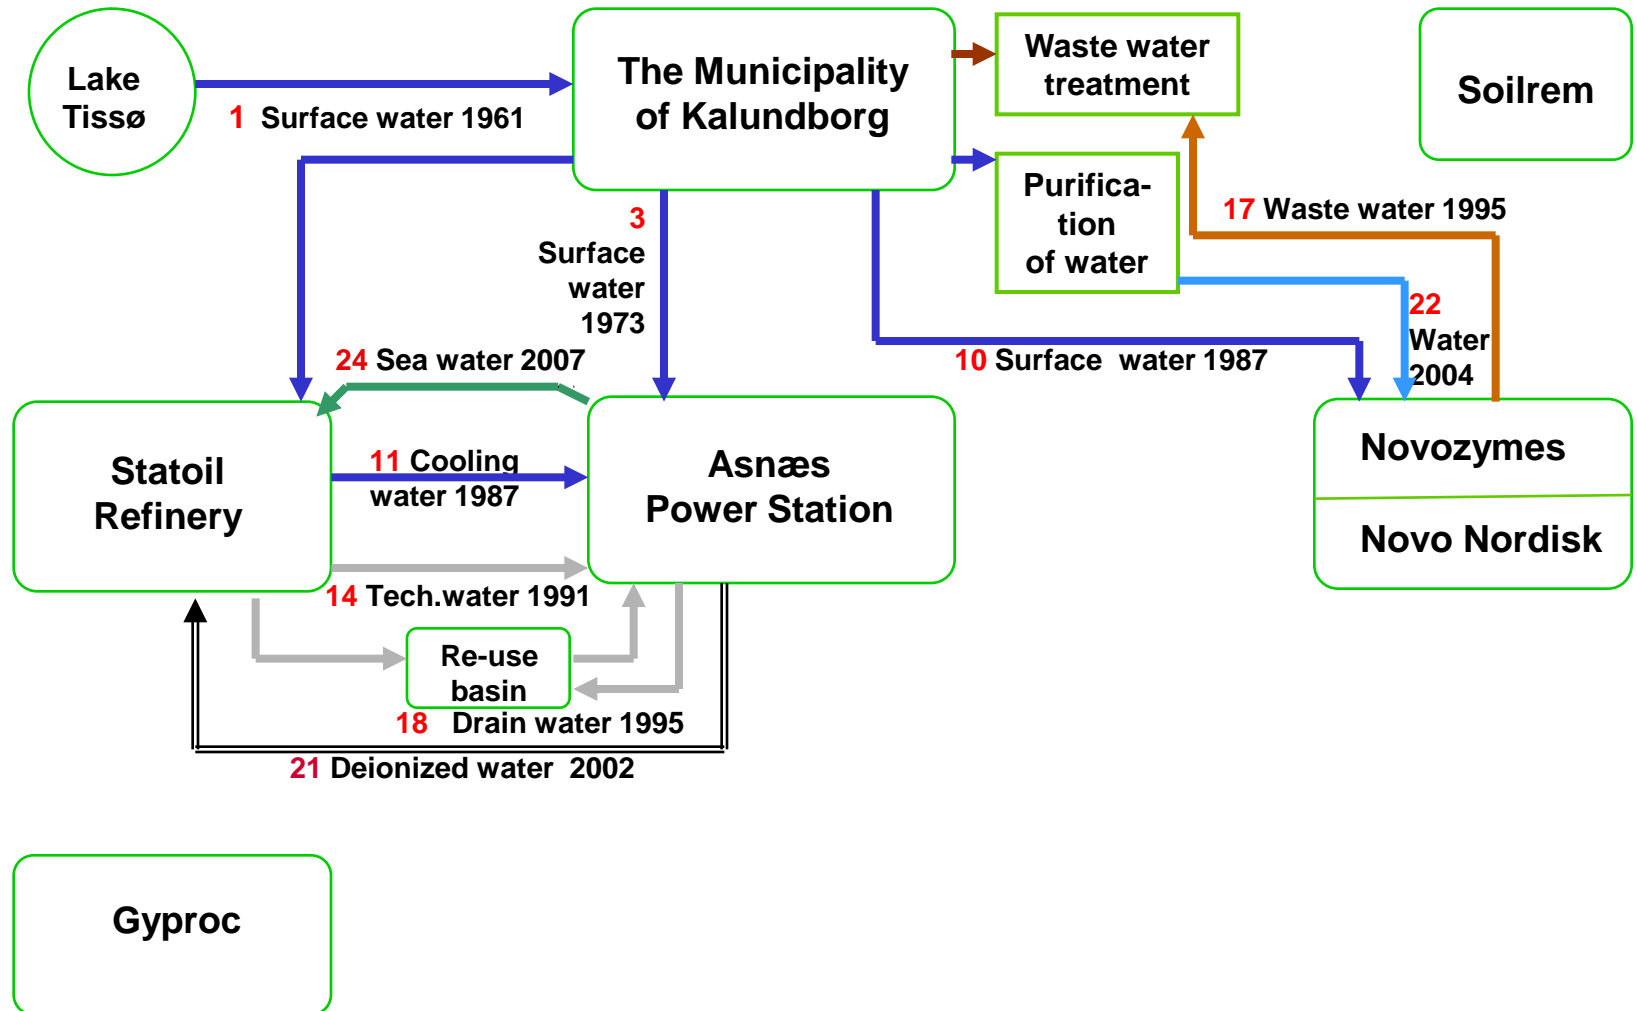 Lake
Tissø
1 Surface water 1961
The Municipality
of Kalundborg
Waste water
treatment
Soilrem
Purifica-
tion
of water
17 Waste water 1995
3
Surface
water
1973
22
Water
2004
10 Surface water 1987
24 Sea water 2007
Statoil
Refinery
11 Cooling
water 1987
Asnæs
Power Station
Novozymes
Novo Nordisk
14 Tech.water 1991
Re-use
basin
18 Drain water 1995
21 Deionized water 2002
Gyproc